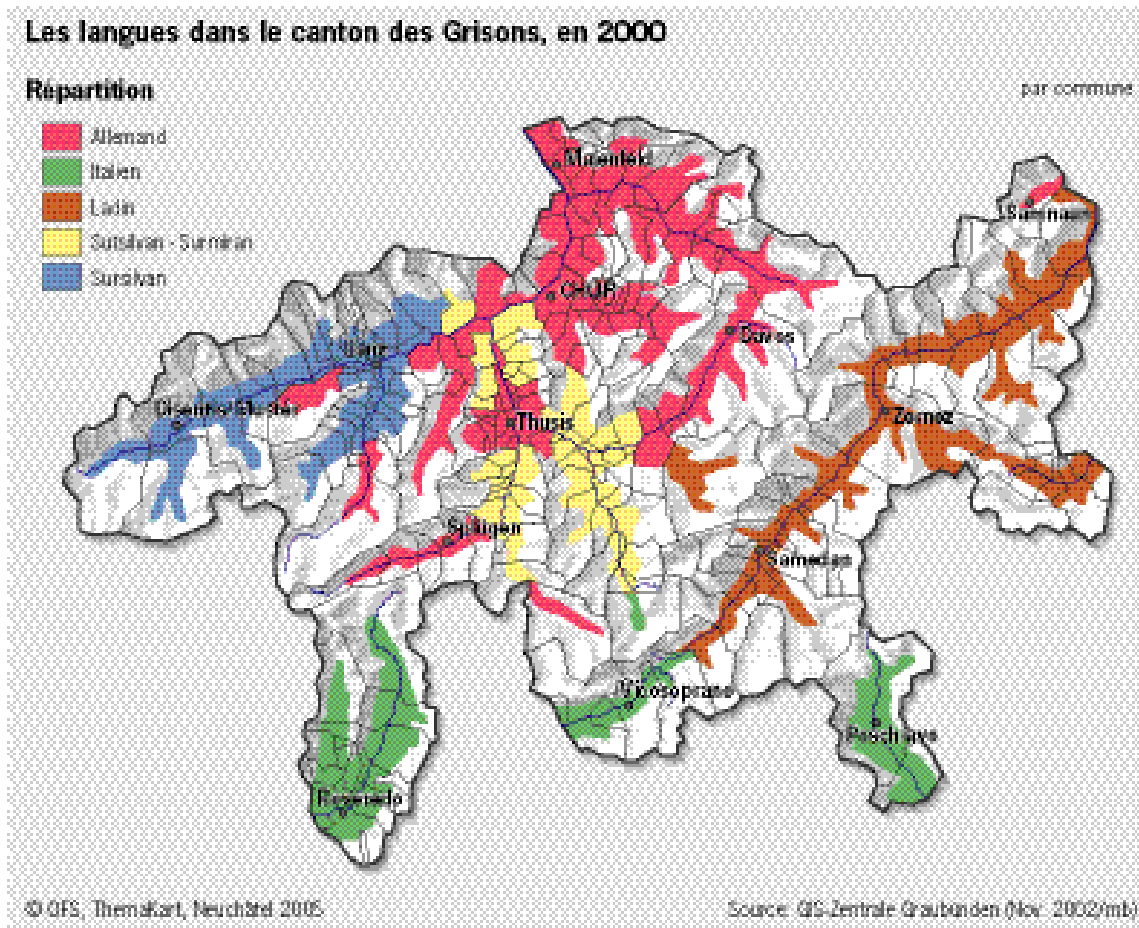 Les langues dans le canton des Grisons, en 2000
Répartition
par commune
Allemand
Italien
Ladin
Sutsilvan - Surmiran
Sursilvan
Maienfeld
Samnaun
CHUR
Davos
Ilanz
Disentis/Mustér
Thusis
Zernez
Splügen
Samedan
Vicosoprano
Poschiavo
Roveredo
© OFS, ThemaKart, Neuchâtel 2005
Source: GIS-Zentrale Graubünden (Nov. 2002/mb)